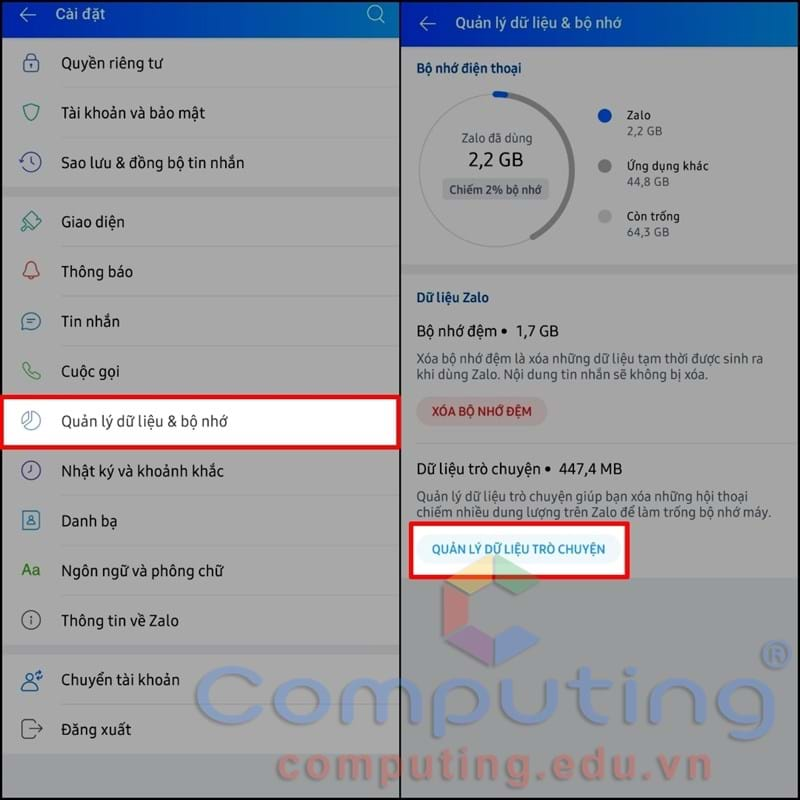 Cài đặt
Quyền riêng tư
Tài khoản và bảo mật
Sao lưu & đồng bộ tin nhắn
Giao diện
Thông báo
Tin nhắn
Cuộc gọi
Quản lý dữ liệu & bộ nhớ
Nhật ký và khoảnh khắc
Danh bạ
Aa Ngôn ngữ và phông chữ
Thông tin về Zalo
Chuyển tài khoản
Đăng xuất
Quản lý dữ liệu & bộ nhớ
Bộ nhớ điện thoại
Zalo đã dùng
2,2 GB
Chiếm 2% bộ nhớ
Zalo
2,2 GB
Ứng dụng khác
44,8 GB
Còn trống
64,3 GB
Dữ liệu Zalo
Bộ nhớ đệm • 1,7 GB
Xóa bộ nhớ đệm là xóa những dữ liệu tạm thời được sinh ra
khi dùng Zalo. Nội dung tin nhắn sẽ không bị xóa.
XÓA BỘ NHỚ ĐỆM
Dữ liệu trò chuyện • 447,4 MB
Quản lý dữ liệu trò chuyện giúp bạn xóa những hội thoại
chiếm nhiều dung lượng trên Zalo để làm trống bộ nhớ máy.
QUẢN LÝ DỮ LIỆU TRÒ CHUYỆN
Computing®
computing.edu.vn